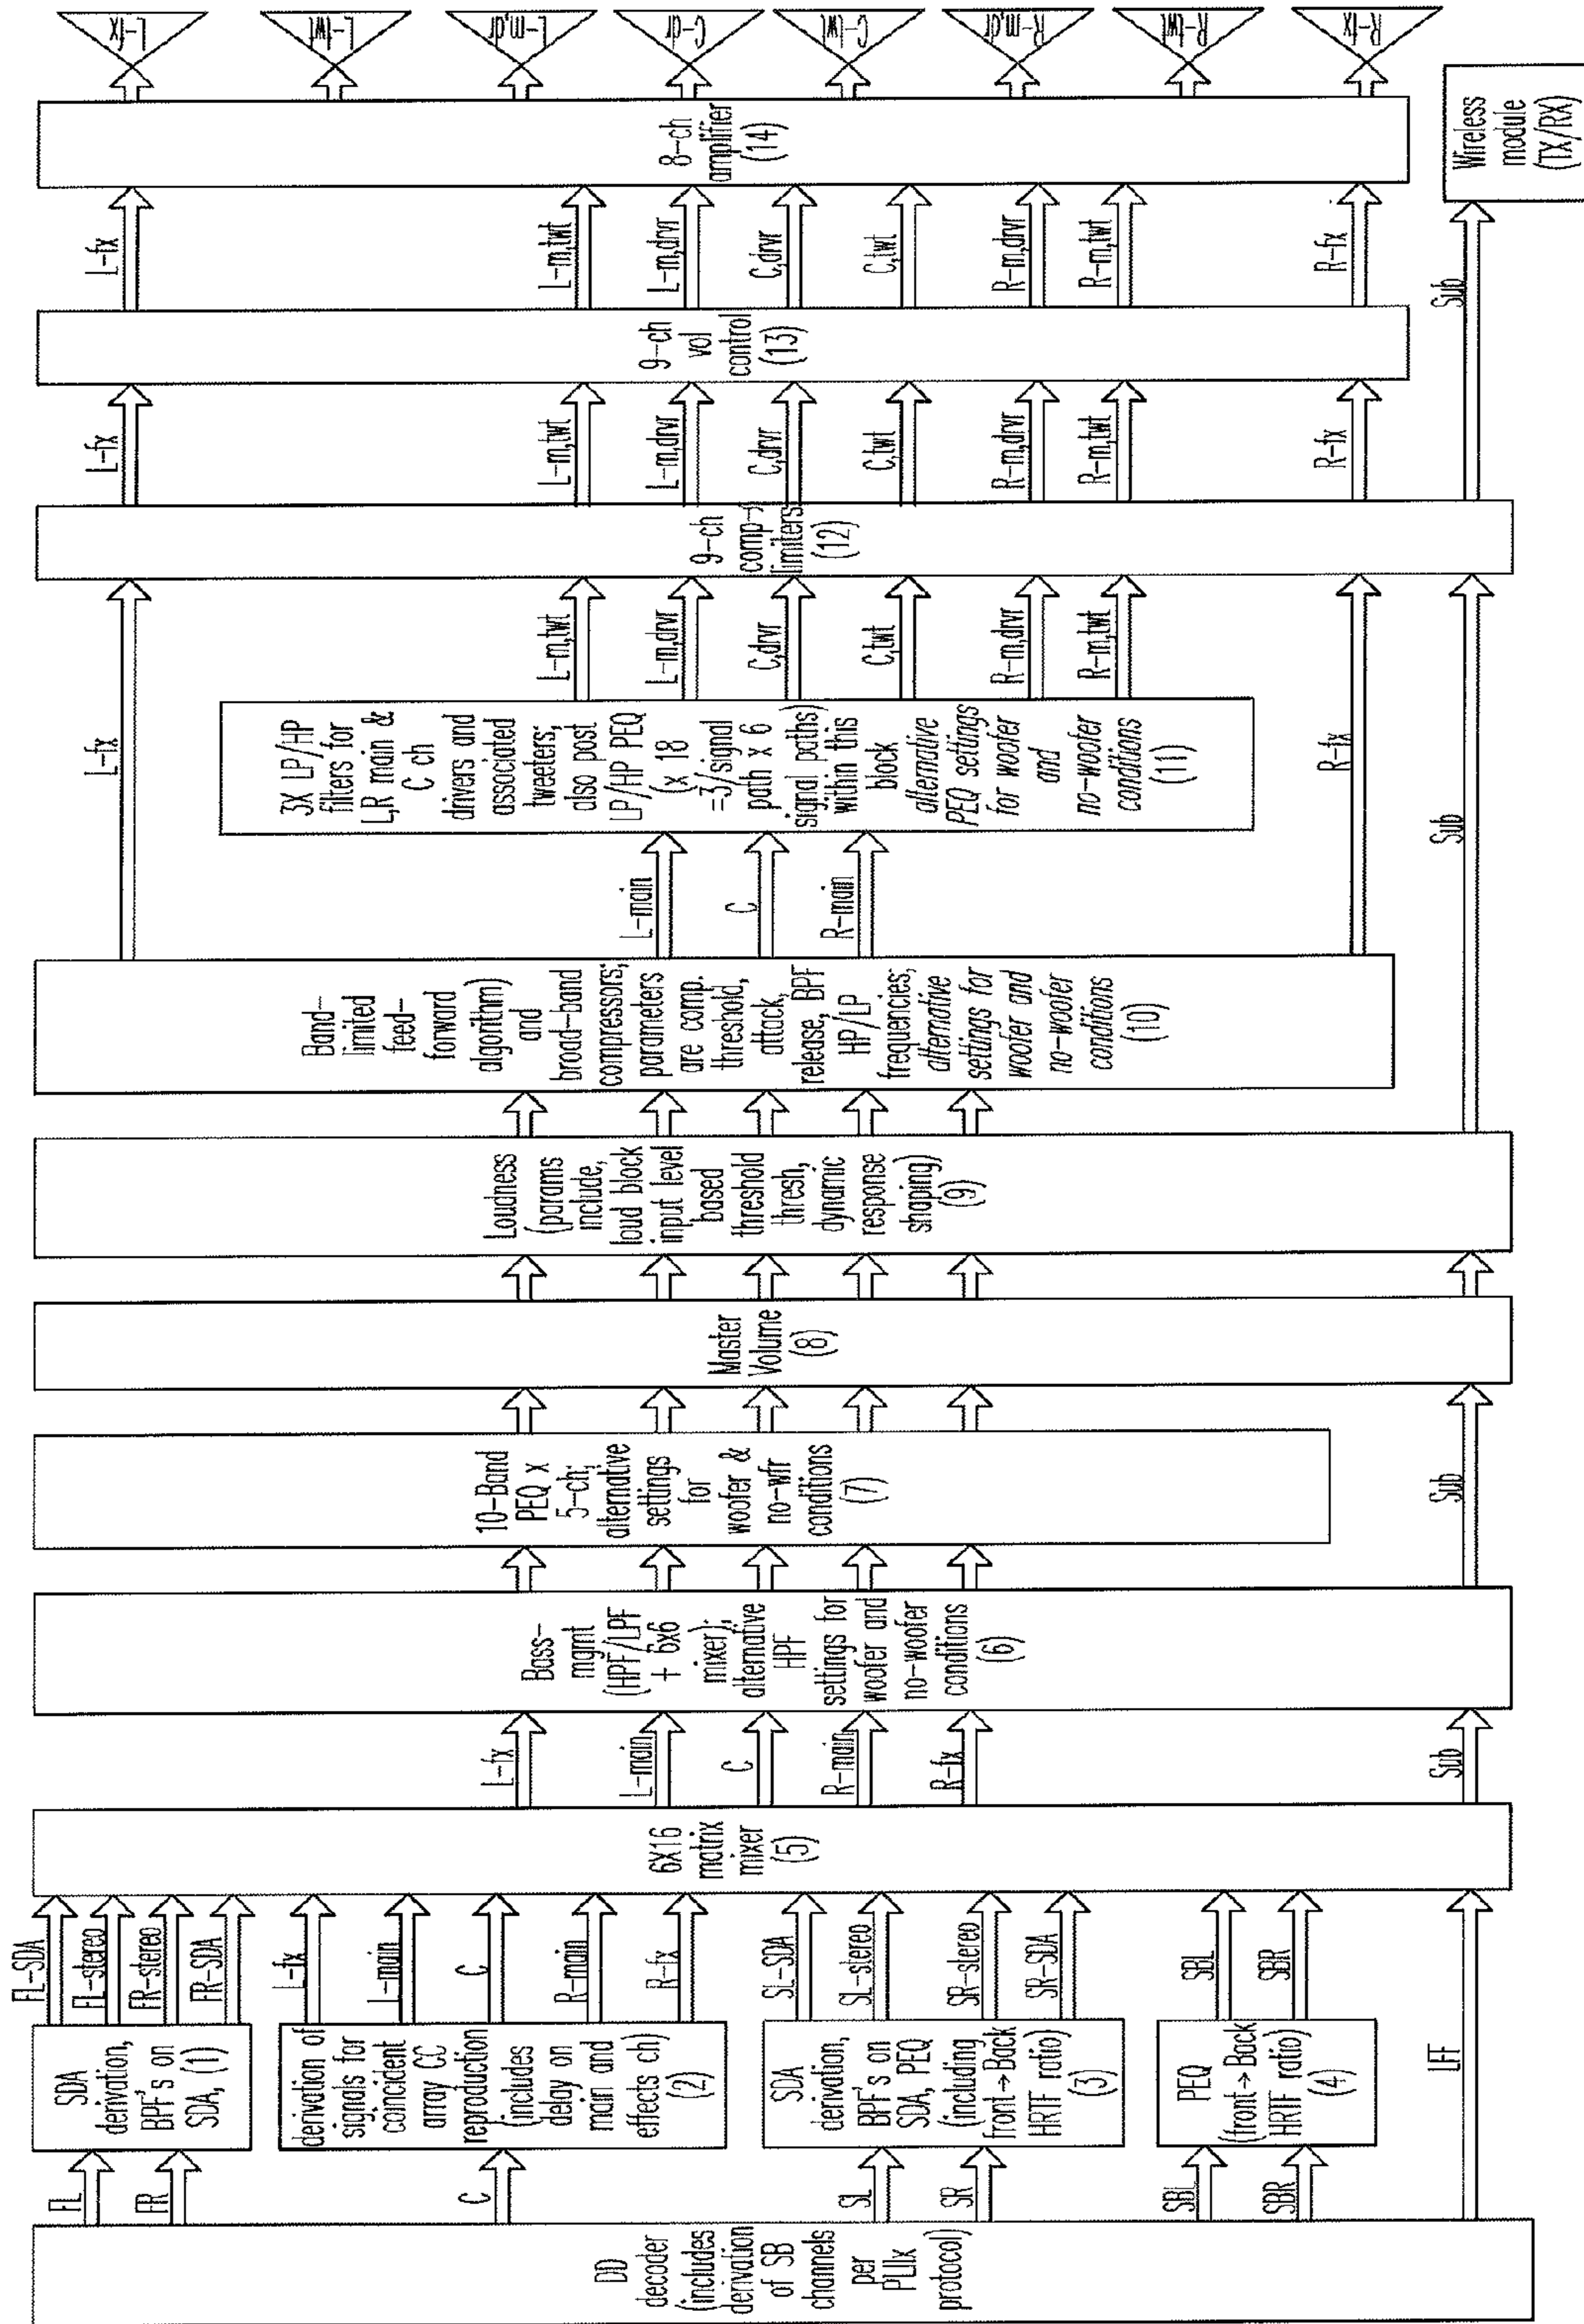 DD
decoder
(includes
derivation
of SB
channels
per
PLIIx
protocol)
FL
FR
C
SL
SR
SBL
SBR
LFF
SDA
derivation,
BPF's on
SDA, (1)
derivation of
signals for
coincident
array CC
reproduction
(includes
delay on
main and
effects ch)
(2)
SDA
derivation,
BPF's on
SDA, PEQ
(including
front→Back
HRTF ratio)
(3)
PEQ
(front→Back
HRTF ratio)
(4)
FL-SDA
FL-stereo
FR-stereo
FR-SDA
L-fx
L-main
C
R-main
R-fx
SL-SDA
SL-stereo
SR-stereo
SR-SDA
SBL
SBR
6X16
matrix
mixer
(5)
L-fx
L-main
C
R-main
R-fx
Sub
Bass-
mgmt
(HPF/LPF
+ 6x6
mixer);
alternative
HPF
settings for
woofer and
no-woofer
conditions
(6)
10-Band
PEQ x
5-ch;
alternative
settings
for
woofer &
no-wfr
conditions
(7)
Sub
Master
Volume
(8)
Loudness
(params
include,
loud block
input level
based
threshold
thresh,
dynamic
response
shaping)
(9)
Band-
limited
feed-
forward
algorithm)
and
broad-band
compressors;
parameters
are comp.
threshold,
attack,
release, BPF
HP/LP
frequencies;
alternative
settings for
woofer and
no-woofer
conditions
(10)
L-fx
L-main
C
R-main
R-fx
Sub
3X LP/HP
filters for
L,R main &
C ch
drivers and
associated
tweeters;
also post
LP/HP PEQ
(x 18
=3/signal
path x 6
signal paths)
within this
block
alternative
PEQ settings
for woofer
and
no-woofer
conditions
(11)
L-m,twt
L-m,drvr
C,drvr
C,twt
R-m,drvr
R-m,twt
9-ch
comp-
limiters
(12)
L-fx
L-m,twt
L-m,drvr
C,drvr
C,twt
R-m,drvr
R-m,twt
R-fx
Sub
9-ch
vol
control
(13)
L-fx
L-m,twt
L-m,drvr
C,drvr
C,twt
R-m,drvr
R-m,twt
R-fx
8-ch
amplifier
(14)
Wireless
module
(TX/RX)
L-fx
L-twt
L-m,dr
C-dr
C-twt
R-m,dr
R-twt
R-fx